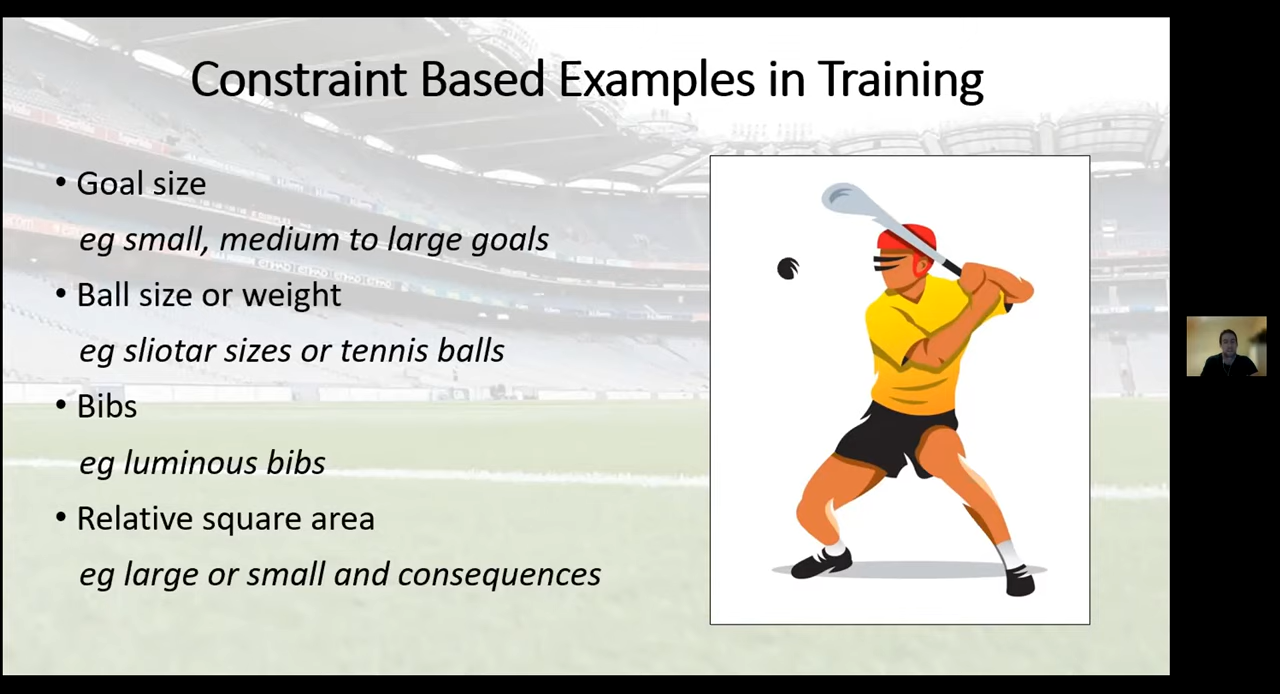 Constraint Based Examples in Training
• Goal size
eg small, medium to large goals
• Ball size or weight
eg sliotar sizes or tennis balls
• Bibs
eg luminous bibs
• Relative square area
eg large or small and consequences